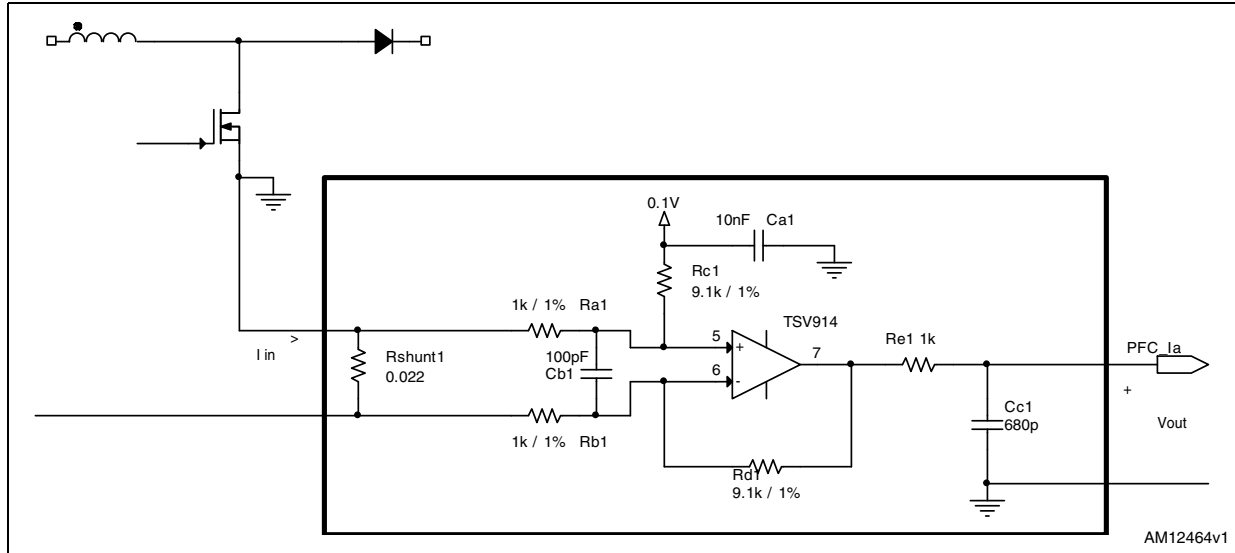 0.1V
10nF Ca1
Rc1
9.1k / 1%
1k / 1% Ra1
TSV914
5
+
7
Re1 1k
PFC_Ia
I in
>
Rshunt1
0.022
100pF
Cb1
6
-
+
Cc1
680p
Vout
1k / 1% Rb1
Rd1
9.1k / 1%
AM12464v1